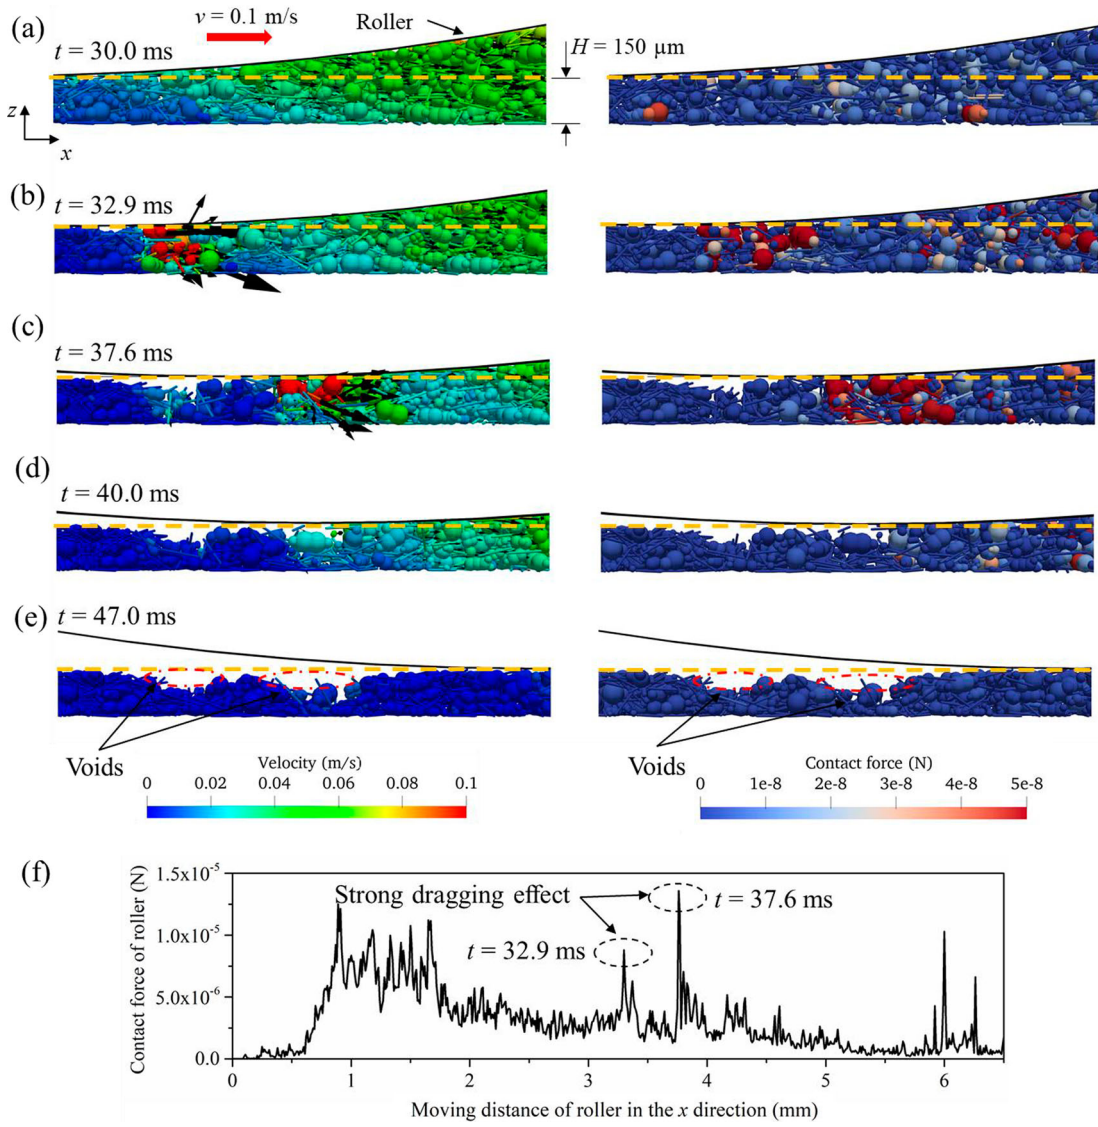 (a)
v = 0.1 m/s
Roller
t = 30.0 ms
H = 150 µm
z
x
(b)
t = 32.9 ms
(c)
t = 37.6 ms
(d)
t = 40.0 ms
(e)
t = 47.0 ms
Voids
Voids
Velocity (m/s)
0 0.02 0.04 0.06 0.08 0.1
Contact force (N)
0 1e-8 2e-8 3e-8 4e-8 5e-8
(f)
Contact force of roller (N)
1.5x10⁻⁵
1.0x10⁻⁵
5.0x10⁻⁶
0.0
Strong dragging effect
t = 37.6 ms
t = 32.9 ms
0 1 2 3 4 5 6
Moving distance of roller in the x direction (mm)